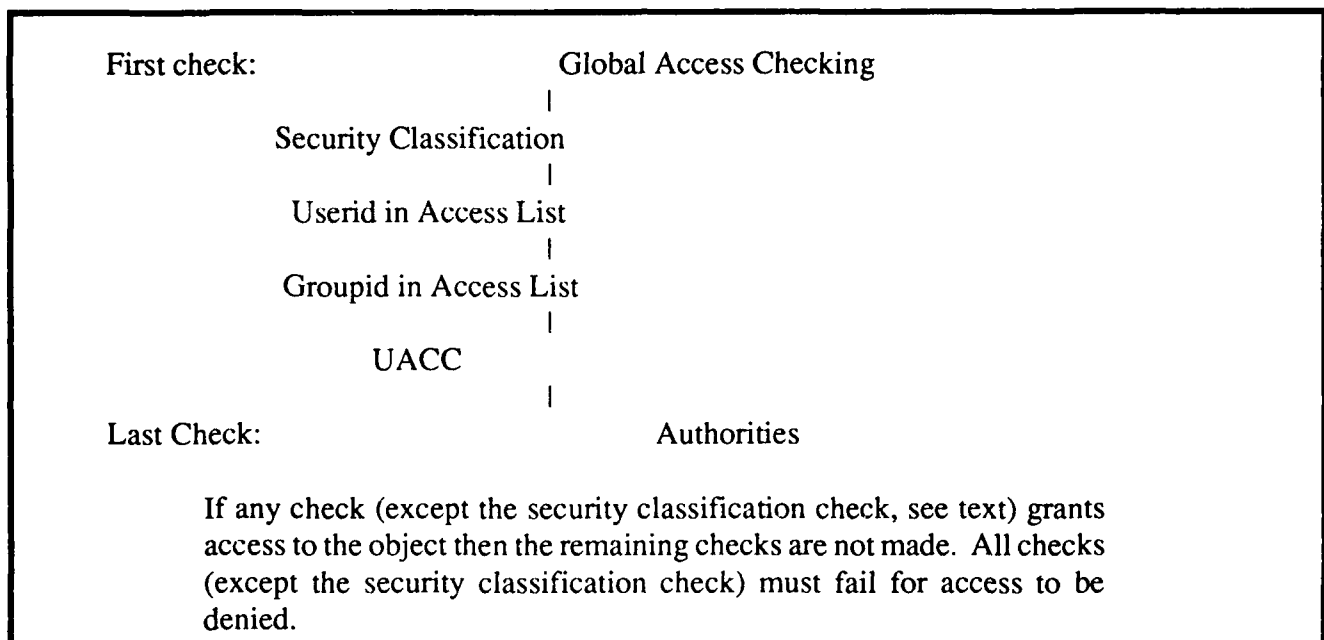 First check: Global Access Checking
|
Security Classification
|
Userid in Access List
|
Groupid in Access List
|
UACC
|
Last Check: Authorities
If any check (except the security classification check, see text) grants
access to the object then the remaining checks are not made. All checks
(except the security classification check) must fail for access to be
denied.